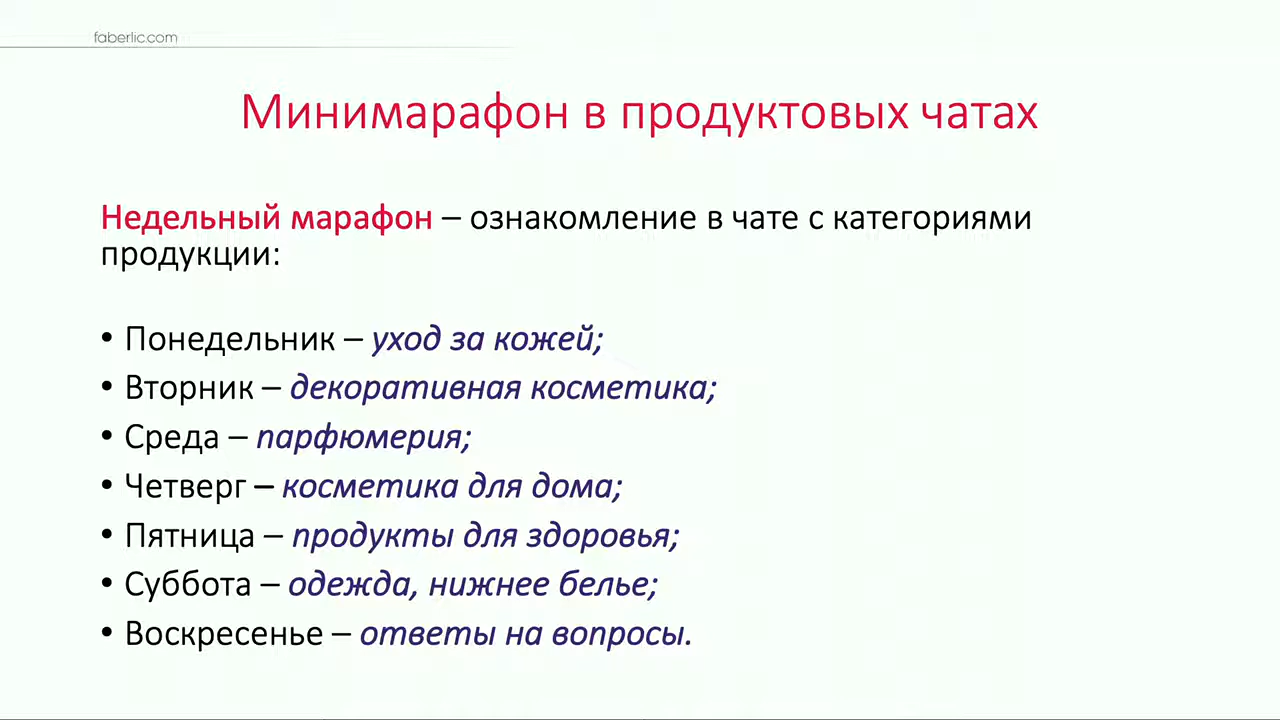 faberlic.com
Минимарафон в продуктовых чатах
Недельный марафон – ознакомление в чате с категориями
продукции:
• Понедельник – уход за кожей;
• Вторник – декоративная косметика;
• Среда – парфюмерия;
• Четверг – косметика для дома;
• Пятница – продукты для здоровья;
• Суббота – одежда, нижнее белье;
• Воскресенье – ответы на вопросы.